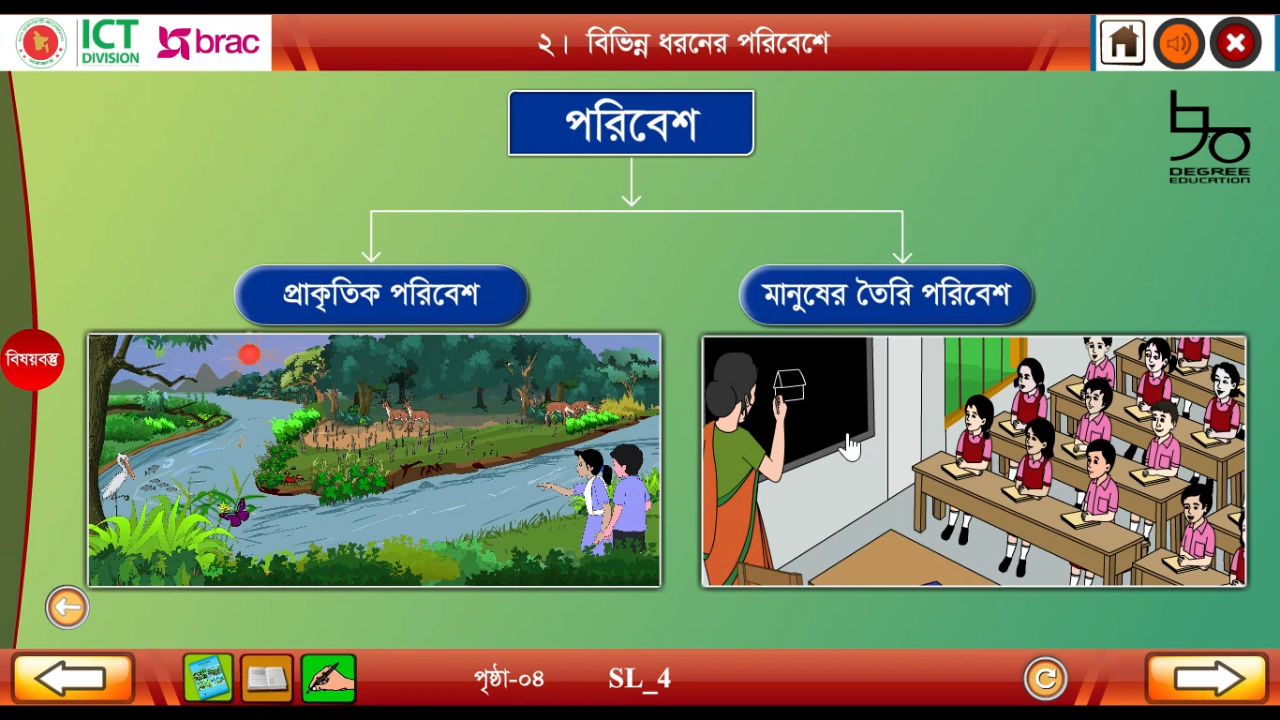 ICT
DIVISION
brac
২। বিভিন্ন ধরনের পরিবেশে
পরিবেশ
DEGREE
EDUCATION
প্রাকৃতিক পরিবেশ
মানুষের তৈরি পরিবেশ
বিষয়বস্তু
পৃষ্ঠা-০৪
SL_4